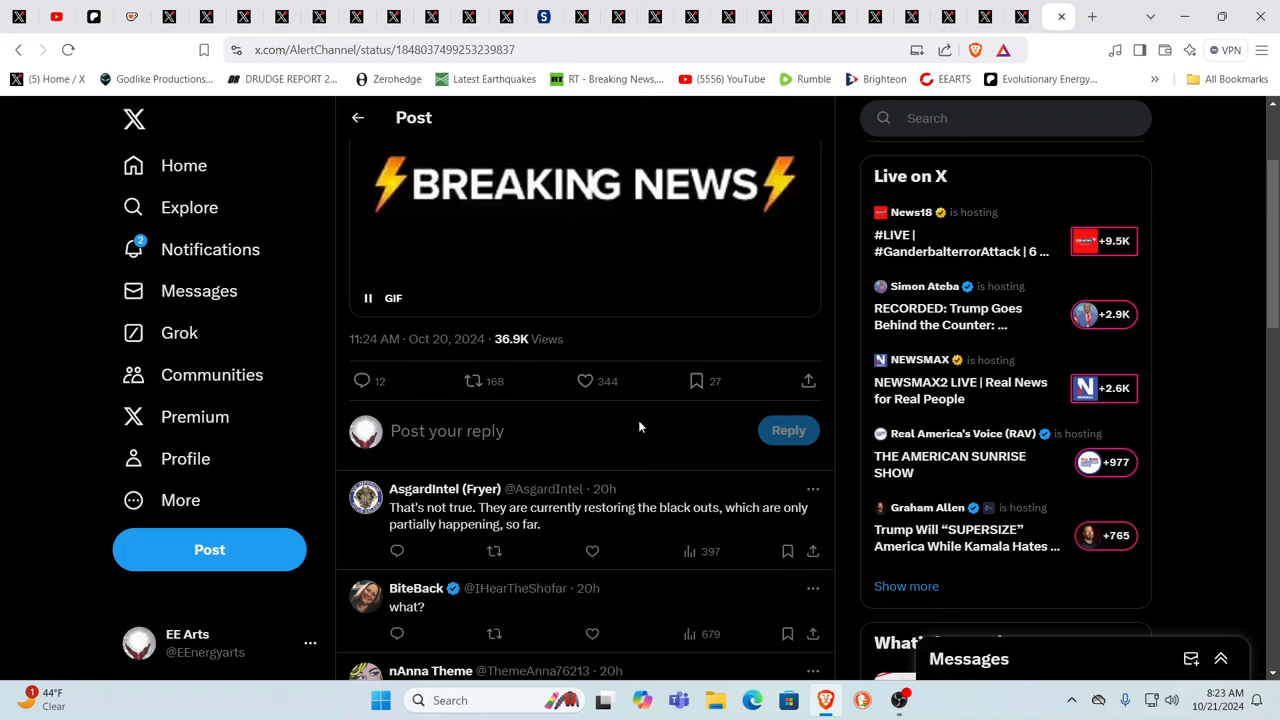 x.com/AlertChannel/status/1848037499253239837
VPN
(5) Home / X
Godlike Productions...
DRUDGE REPORT 2...
Zerohedge
Latest Earthquakes
RT - Breaking News,...
(5555) YouTube
Rumble
Brighteon
EEARTS
Evolutionary Energy...
»
All Bookmarks
Post
Search
Home
Explore
2
Notifications
Messages
Grok
Communities
Premium
Profile
More
Post
EE Arts
@EEnergyarts
⚡BREAKING NEWS⚡
GIF
11:24 AM · Oct 20, 2024 · 36.9K Views
12
168
344
27
Post your reply
Reply
AsgardIntel (Fryer) @AsgardIntel · 20h
That's not true. They are currently restoring the black outs, which are only
partially happening, so far.
397
BiteBack @IHearTheShofar · 20h
what?
679
nAnna Theme @ThemeAnna76213 · 20h
Live on X
News18 is hosting
#LIVE |
#GanderbalterrorAttack | 6 ...
+9.5K
Simon Ateba is hosting
RECORDED: Trump Goes
Behind the Counter: ...
+2.9K
NEWSMAX is hosting
NEWSMAX2 LIVE | Real News
for Real People
+2.6K
Real America's Voice (RAV) is hosting
THE AMERICAN SUNRISE
SHOW
+977
Graham Allen is hosting
Trump Will “SUPERSIZE”
America While Kamala Hates ...
+765
Show more
Messages
1
44°F
Clear
Search
8:23 AM
10/21/2024